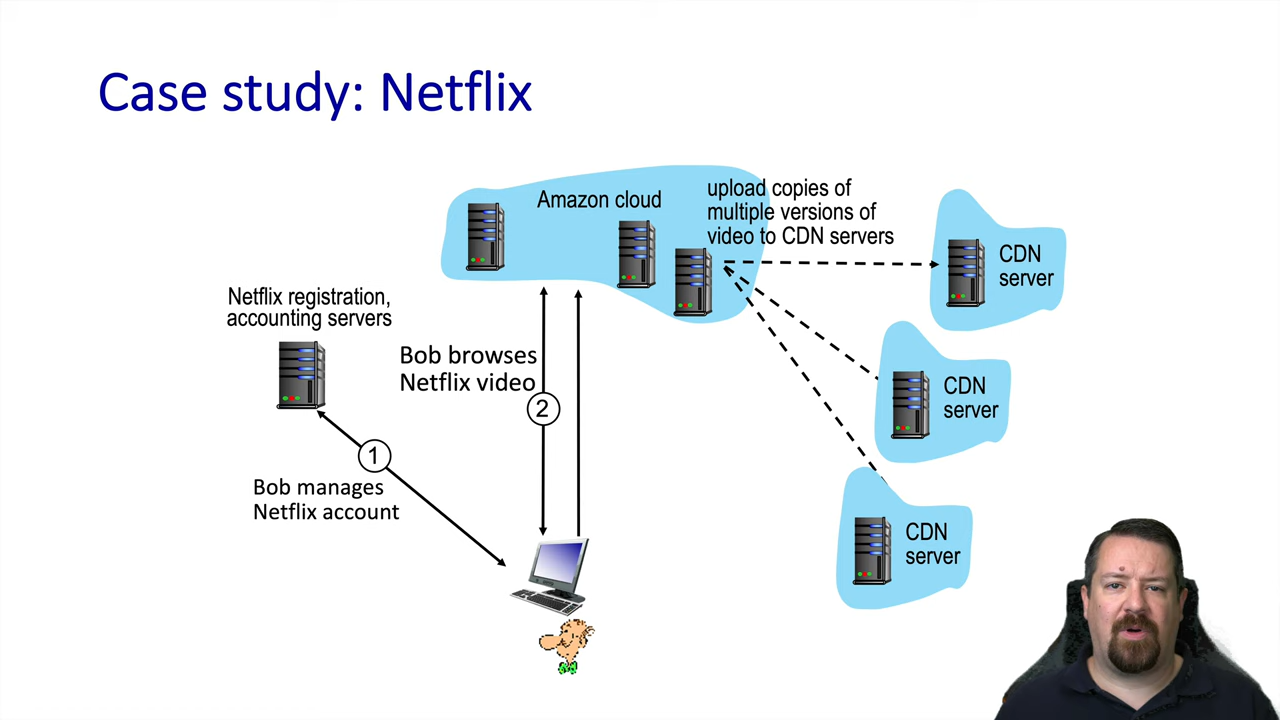 Case study: Netflix
Amazon cloud
upload copies of
multiple versions of
video to CDN servers
CDN
server
Netflix registration,
accounting servers
Bob browses
Netflix video
2
CDN
server
1
Bob manages
Netflix account
CDN
server